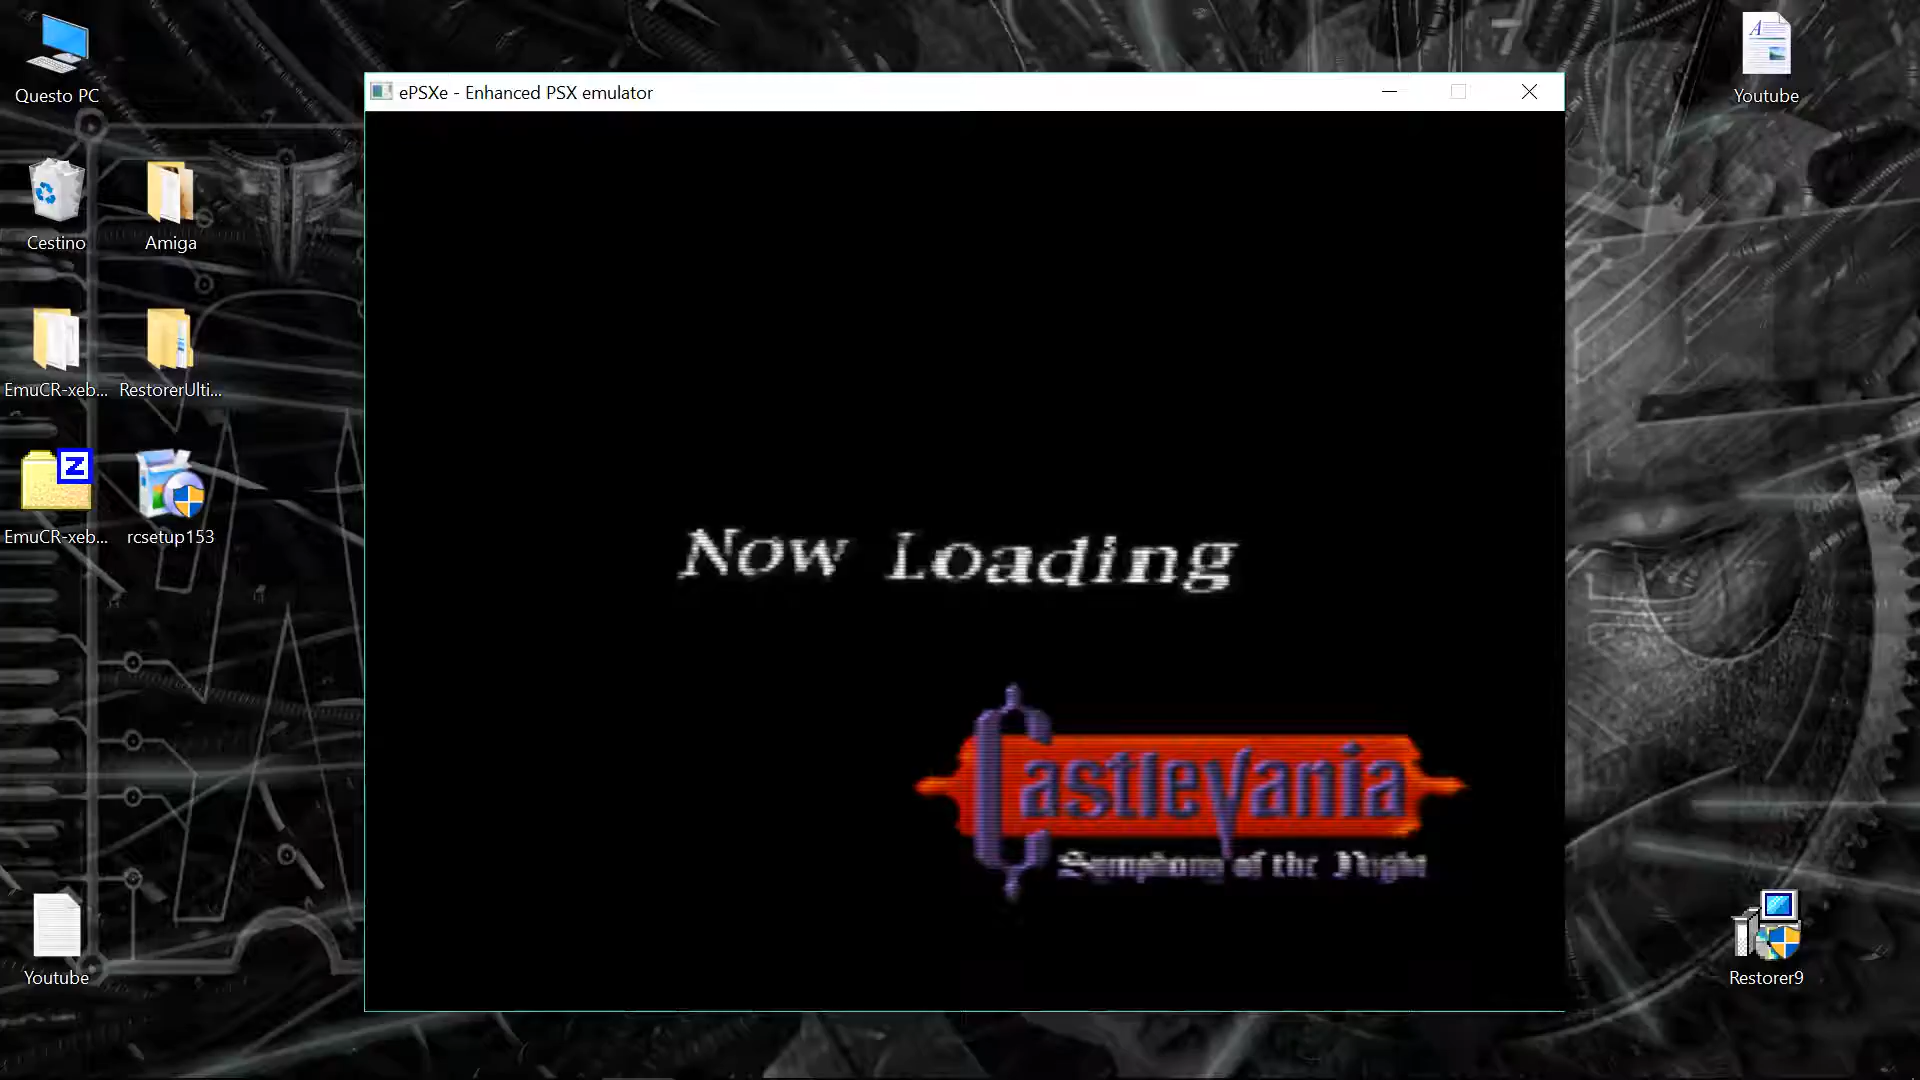 Questo PC
Youtube
ePSXe - Enhanced PSX emulator
Cestino
Amiga
EmuCR-xeb...
RestorerUlti...
EmuCR-xeb...
rcsetup153
Z
Now Loading
Castlevania
Symphony of the Night
Youtube
Restorer9